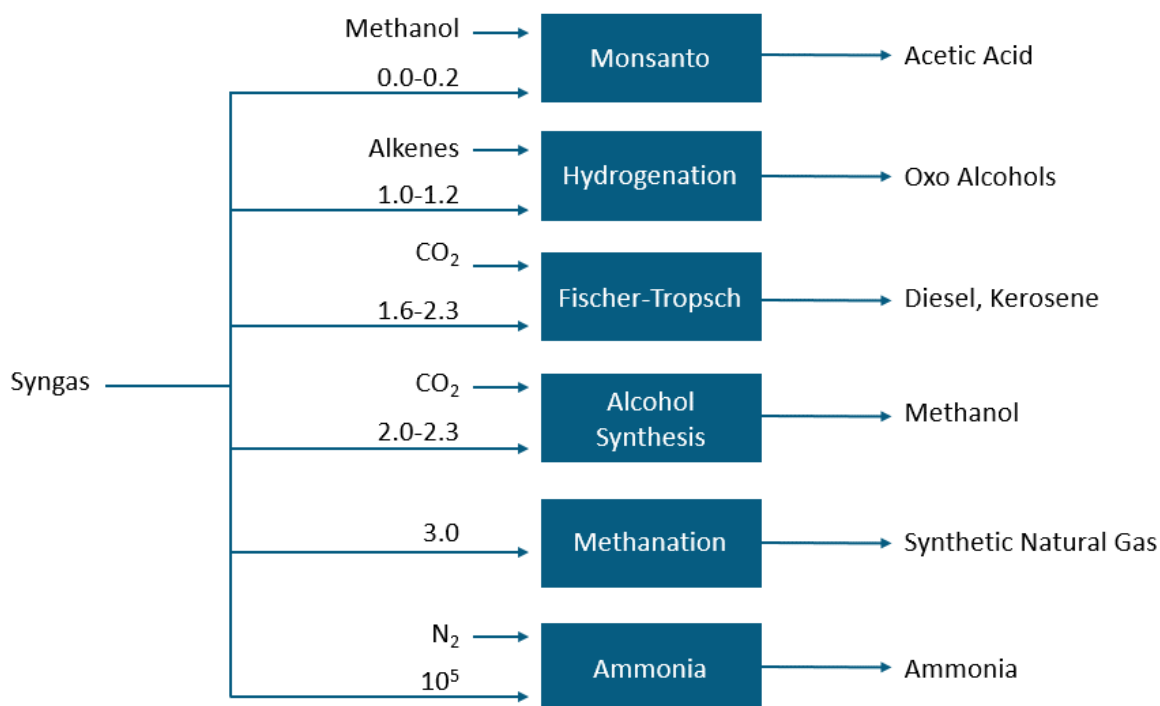 Methanol
Monsanto
Acetic Acid
0.0-0.2
Alkenes
Hydrogenation
Oxo Alcohols
1.0-1.2
CO₂
Fischer-Tropsch
Diesel, Kerosene
1.6-2.3
Syngas
CO₂
Alcohol
Synthesis
Methanol
2.0-2.3
3.0
Methanation
Synthetic Natural Gas
N₂
Ammonia
Ammonia
10⁵